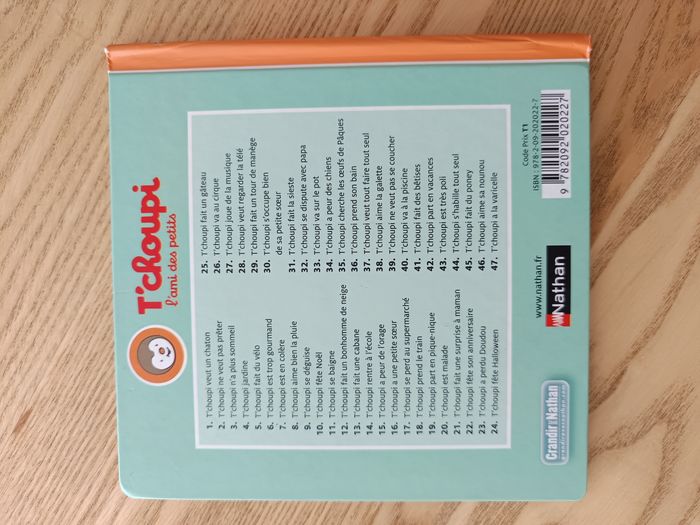 T'choupi
l'ami des petits
1. T'choupi veut un chaton
2. T'choupi ne veut pas prêter
3. T'choupi n'a plus sommeil
4. T'choupi jardine
5. T'choupi fait du vélo
6. T'choupi est trop gourmand
7. T'choupi est en colère
8. T'choupi aime bien la pluie
9. T'choupi se déguise
10. T'choupi fête Noël
11. T'choupi se baigne
12. T'choupi fait un bonhomme de neige
13. T'choupi fait une cabane
14. T'choupi rentre à l'école
15. T'choupi a peur de l'orage
16. T'choupi a une petite sœur
17. T'choupi se perd au supermarché
18. T'choupi prend le train
19. T'choupi part en pique-nique
20. T'choupi est malade
21. T'choupi fait une surprise à maman
22. T'choupi fête son anniversaire
23. T'choupi a perdu Doudou
24. T'choupi fête Halloween
25. T'choupi fait un gâteau
26. T'choupi va au cirque
27. T'choupi joue de la musique
28. T'choupi veut regarder la télé
29. T'choupi fait un tour de manège
30. T'choupi s'occupe bien
de sa petite sœur
31. T'choupi fait la sieste
32. T'choupi se dispute avec papa
33. T'choupi va sur le pot
34. T'choupi a peur des chiens
35. T'choupi cherche les œufs de Pâques
36. T'choupi prend son bain
37. T'choupi veut tout faire tout seul
38. T'choupi aime la galette
39. T'choupi ne veut pas se coucher
40. T'choupi va à la piscine
41. T'choupi fait des bêtises
42. T'choupi part en vacances
43. T'choupi est très poli
44. T'choupi s'habille tout seul
45. T'choupi fait du poney
46. T'choupi aime sa nounou
47. T'choupi a la varicelle
Grandir avec Nathan
grandiravecnathan.com
www.nathan.fr
Nathan
Code Prix T1
ISBN : 978-2-09-202022-7
9 782092 020227